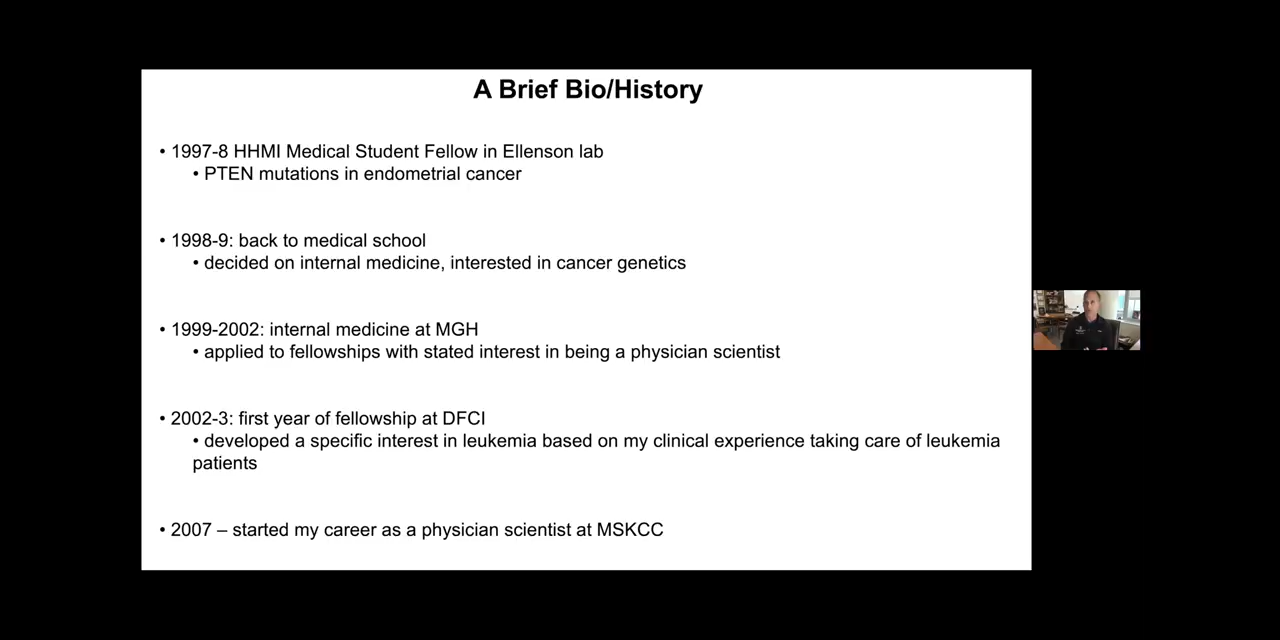 A Brief Bio/History
• 1997-8 HHMI Medical Student Fellow in Ellenson lab
• PTEN mutations in endometrial cancer
• 1998-9: back to medical school
• decided on internal medicine, interested in cancer genetics
• 1999-2002: internal medicine at MGH
• applied to fellowships with stated interest in being a physician scientist
• 2002-3: first year of fellowship at DFCI
• developed a specific interest in leukemia based on my clinical experience taking care of leukemia
patients
• 2007 – started my career as a physician scientist at MSKCC